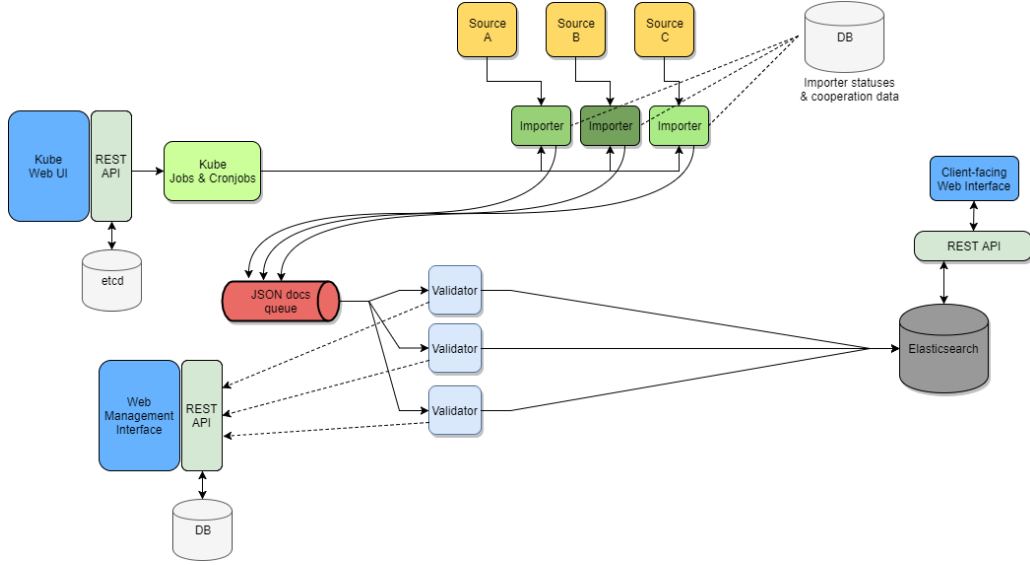 Source
A
Source
B
Source
C
DB
Importer statuses
& cooperation data
Importer
Importer
Importer
Kube
Web UI
REST
API
Kube
Jobs & Cronjobs
etcd
Client-facing
Web Interface
REST API
JSON docs
queue
Validator
Validator
Validator
Elasticsearch
Web
Management
Interface
REST
API
DB